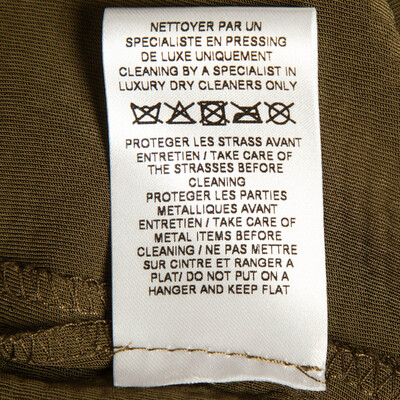 NETTOYER PAR UN
SPECIALISTE EN PRESSING
DE LUXE UNIQUEMENT
CLEANING BY A SPECIALIST IN
LUXURY DRY CLEANERS ONLY
PROTEGER LES STRASS AVANT
ENTRETIEN / TAKE CARE OF
THE STRASSES BEFORE
CLEANING
PROTEGER LES PARTIES
METALLIQUES AVANT
ENTRETIEN / TAKE CARE OF
METAL ITEMS BEFORE
CLEANING / NE PAS METTRE
SUR CINTRE ET RANGER A
PLAT/ DO NOT PUT ON A
HANGER AND KEEP FLAT